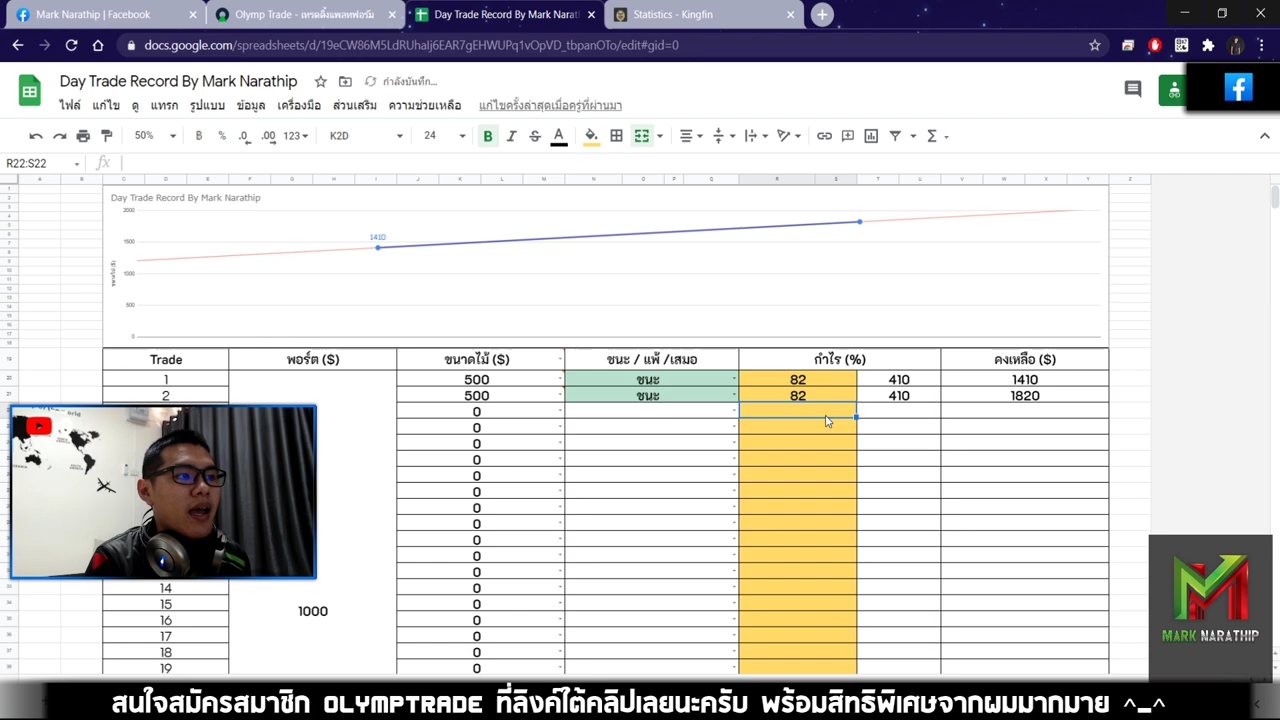 Mark Narathip | Facebook
Olymp Trade - เทรดดิ้งแพลทฟอร์ม
Day Trade Record By Mark Narat
Statistics - Kingfin
docs.google.com/spreadsheets/d/19eCW86M5LdRUhaIj6EAR7gEHWUPq1vOpVD_tbpanOTo/edit#gid=0
Day Trade Record By Mark Narathip
กำลังบันทึก...
ไฟล์ แก้ไข ดู แทรก รูปแบบ ข้อมูล เครื่องมือ ส่วนเสริม ความช่วยเหลือ แก้ไขครั้งล่าสุดเมื่อครู่ที่ผ่านมา
50% ฿ % .0 .00 123 K2D 24 B I S A
R22:S22 fx
A B C D E F G H I J K L M N O P Q R S T U V W X Y Z
Day Trade Record By Mark Narathip
2000
1410
1500
1000
500
0
Trade พอร์ต ($) ขนาดไม้ ($) ชนะ / แพ้ /เสมอ กำไร (%) คงเหลือ ($)
1 500 ชนะ 82 410 1410
2 500 ชนะ 82 410 1820
0
0
0
0
0
0
0
0
0
0
0
14 0
15 1000 0
16 0
17 0
18 0
19 0
M
MARK NARATHIP
สนใจสมัครสมาชิก OLYMPTRADE ที่ลิงค์ใต้คลิปเลยนะครับ พร้อมสิทธิพิเศษจากผมมากมาย ^_^